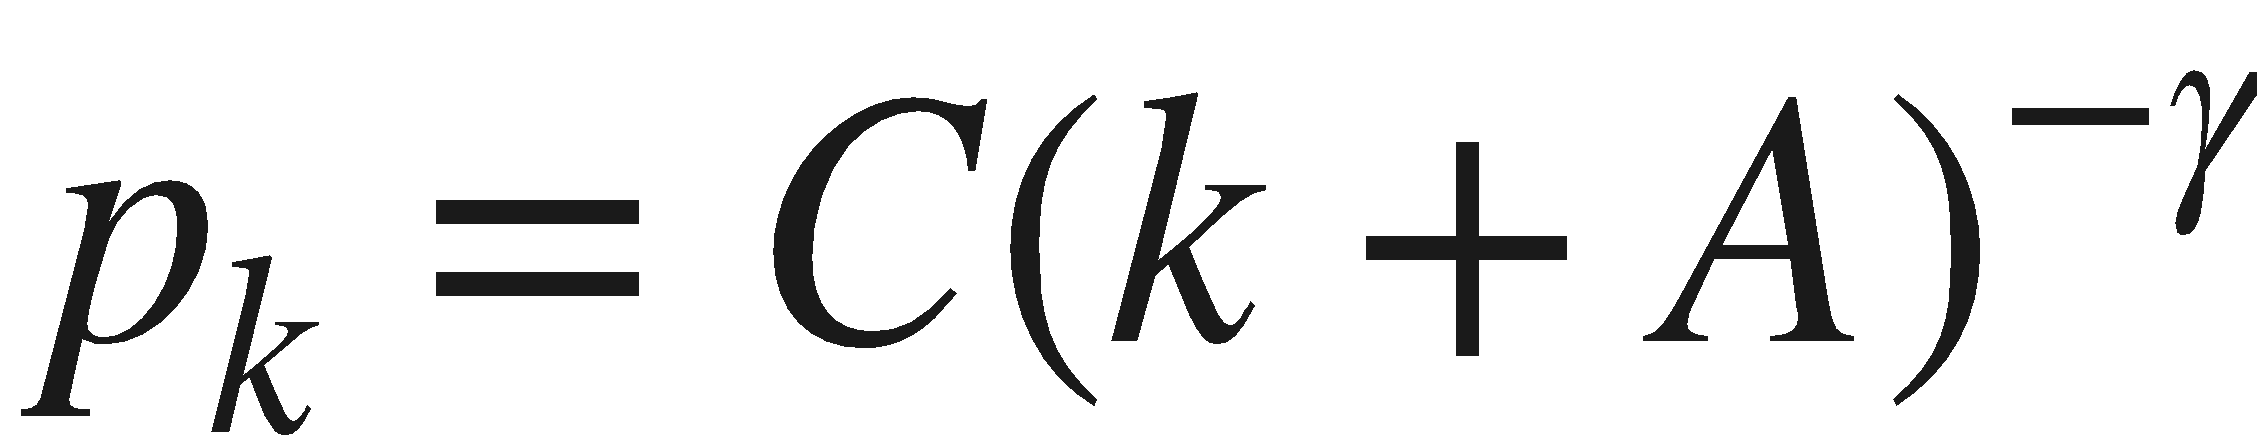 p_k = C(k + A)^{−γ}